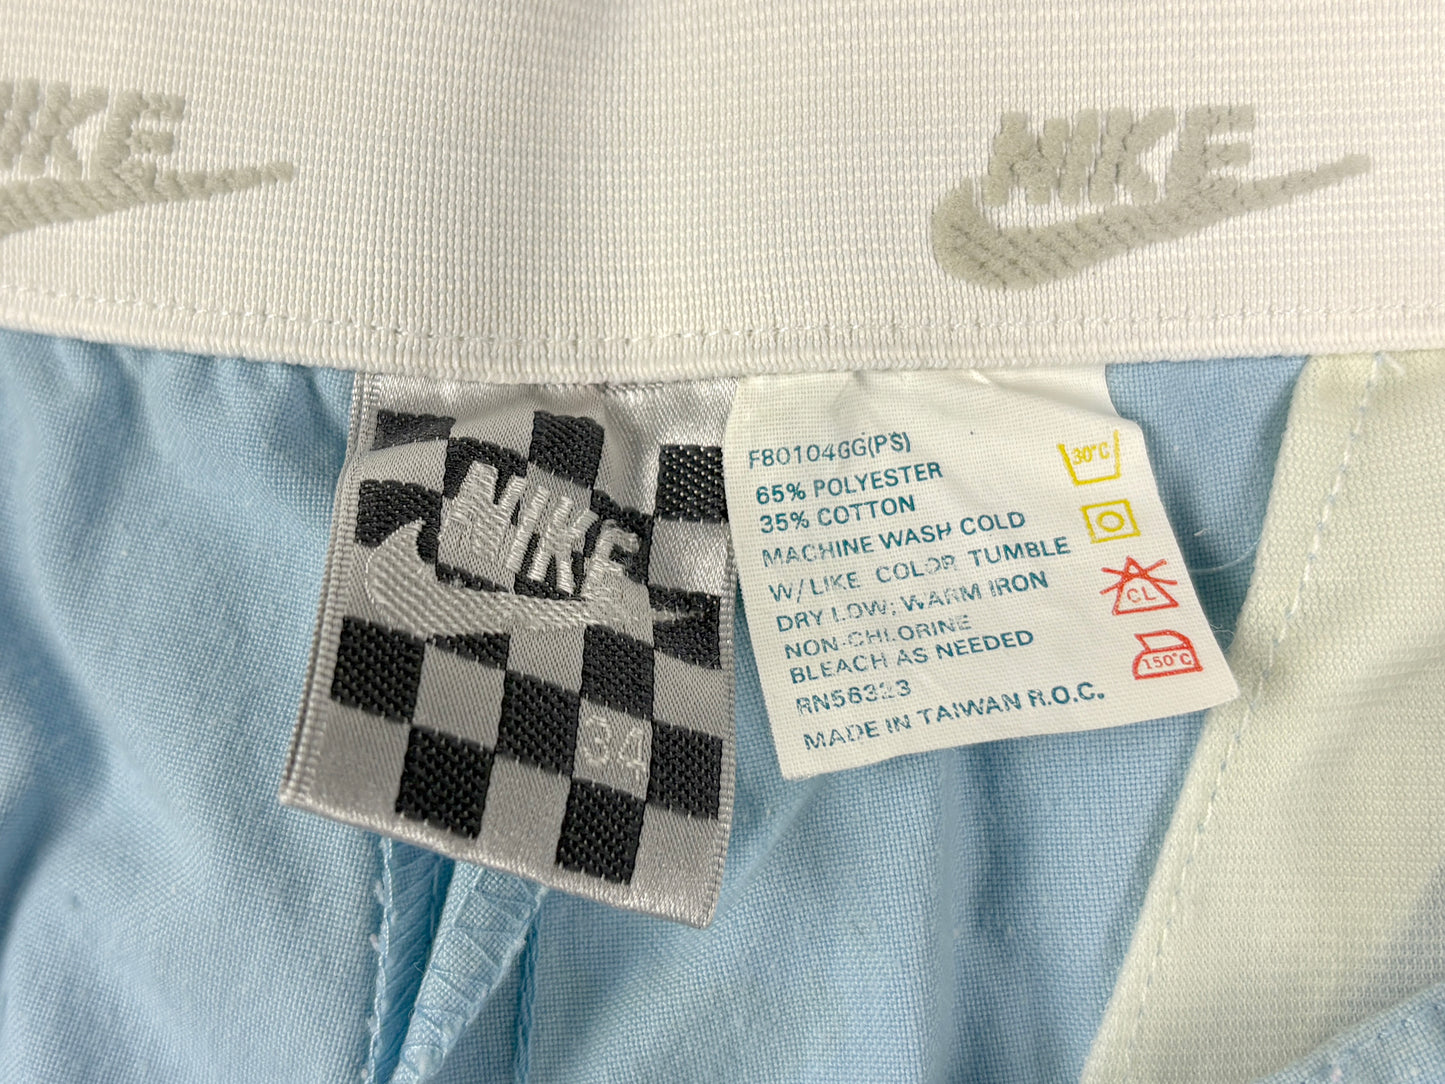 NIKE
NIKE
NIKE
34
F80104GG(PS)
65% POLYESTER
35% COTTON
MACHINE WASH COLD
W/LIKE COLOR TUMBLE
DRY LOW; WARM IRON
NON-CHLORINE
BLEACH AS NEEDED
RN56323
MADE IN TAIWAN R.O.C.
30°C
CL
150°C